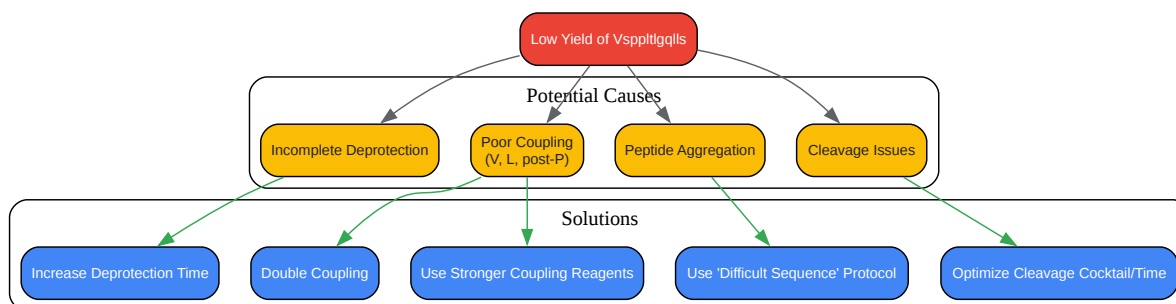 Low Yield of Vsppltlgqlls
Potential Causes
Incomplete Deprotection
Poor Coupling
(V, L, post-P)
Peptide Aggregation
Cleavage Issues
Solutions
Increase Deprotection Time
Double Coupling
Use Stronger Coupling Reagents
Use 'Difficult Sequence' Protocol
Optimize Cleavage Cocktail/Time